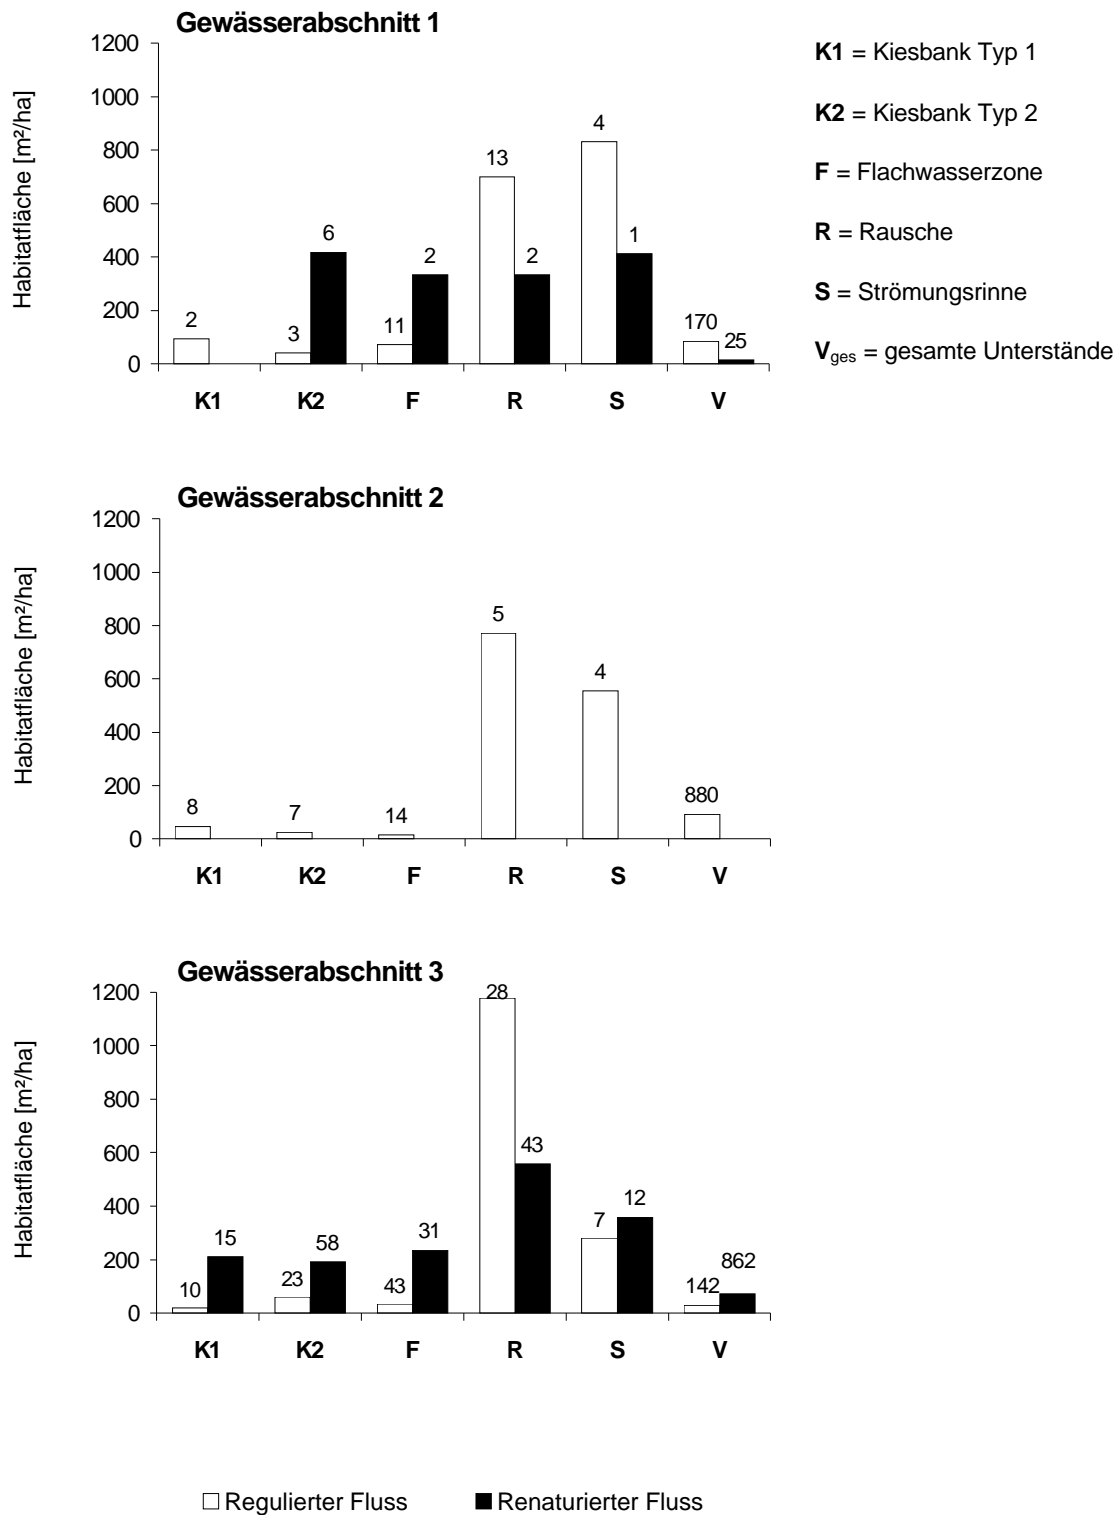 Gewässerabschnitt 1
Habitatfläche [m²/ha]
1200
1000
800
600
400
200
0
2
3
6
11
2
13
2
4
1
170
25
K1
K2
F
R
S
V
K1 = Kiesbank Typ 1
K2 = Kiesbank Typ 2
F = Flachwasserzone
R = Rausche
S = Strömungsrinne
Vges = gesamte Unterstände
Gewässerabschnitt 2
Habitatfläche [m²/ha]
1200
1000
800
600
400
200
0
8
7
14
5
4
880
K1
K2
F
R
S
V
Gewässerabschnitt 3
Habitatfläche [m²/ha]
1200
1000
800
600
400
200
0
10
15
23
58
43
31
28
43
7
12
142
862
K1
K2
F
R
S
V
Regulierter Fluss
Renaturierter Fluss